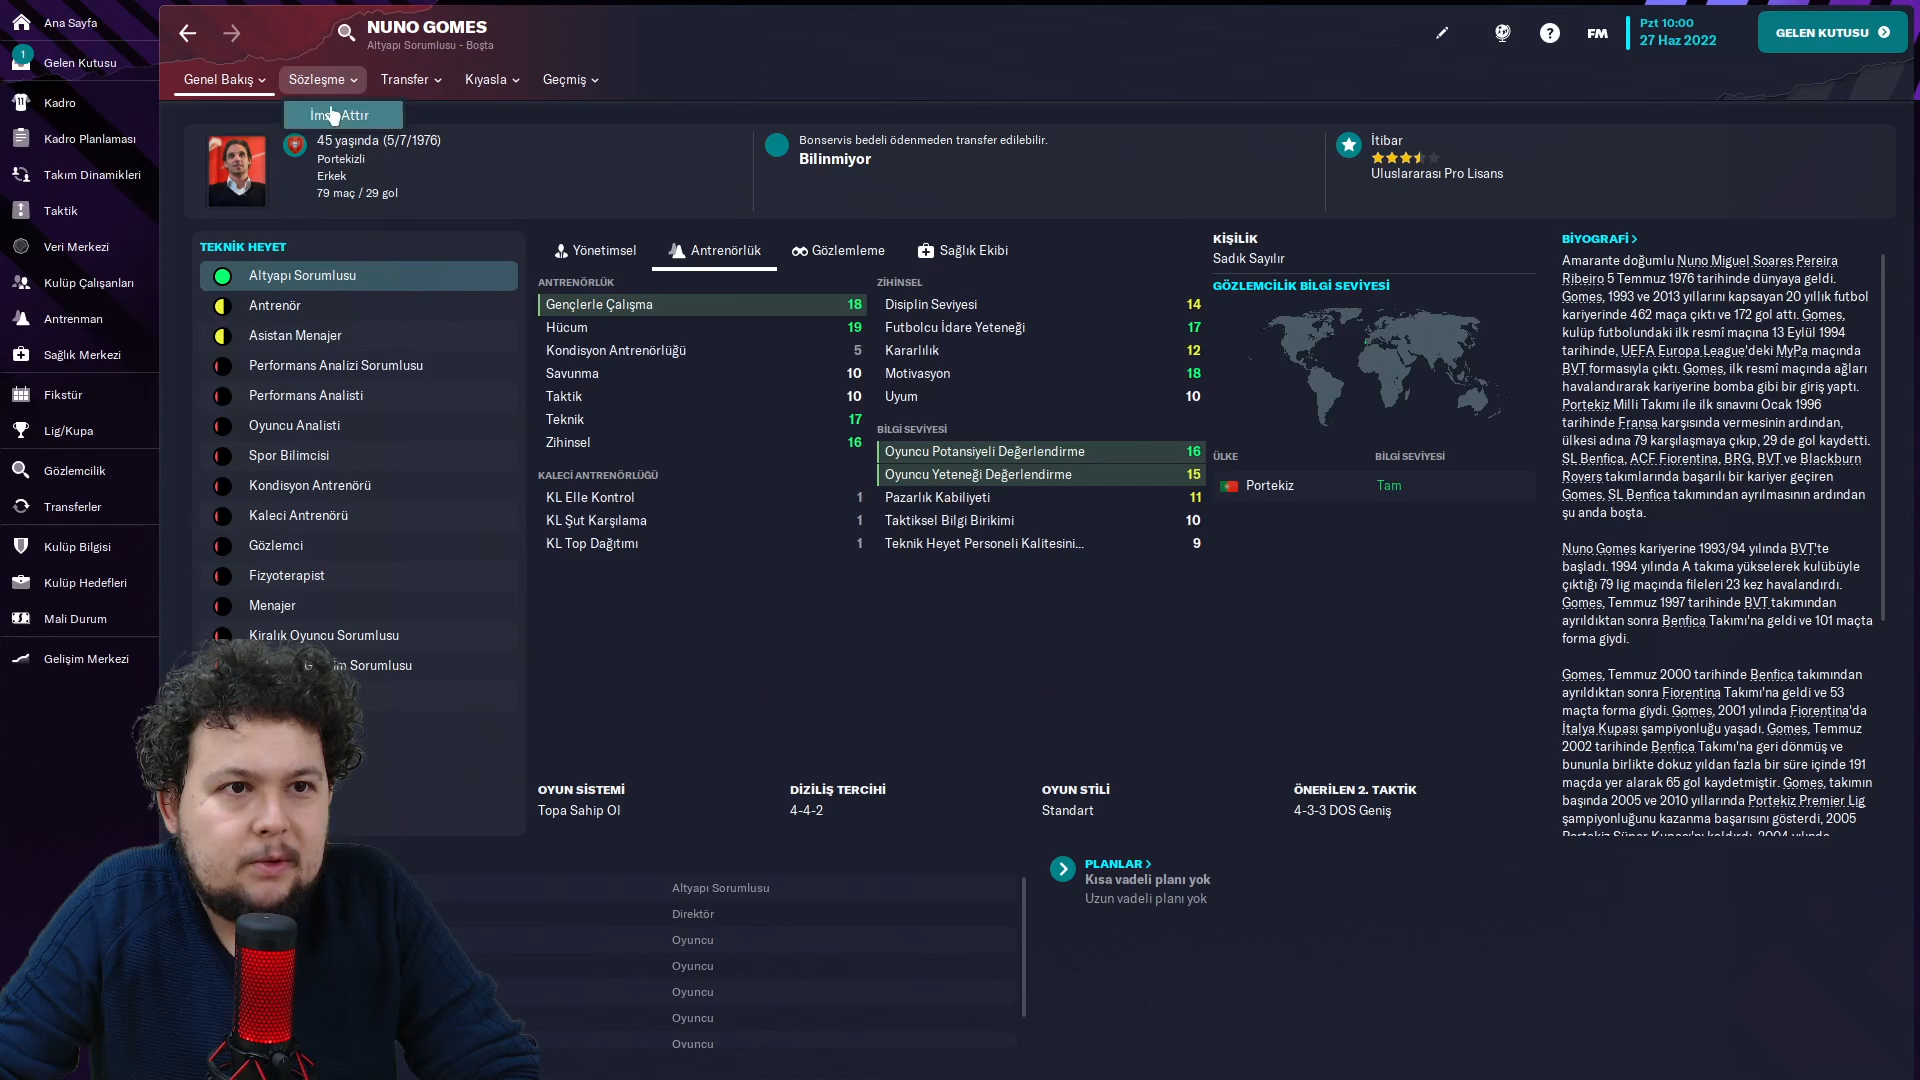 Ana Sayfa
1
Gelen Kutusu
Kadro
Kadro Planlaması
Takım Dinamikleri
Taktik
Veri Merkezi
Kulüp Çalışanları
Antrenman
Sağlık Merkezi
Fikstür
Lig/Kupa
Gözlemcilik
Transferler
Kulüp Bilgisi
Kulüp Hedefleri
Mali Durum
Gelişim Merkezi
NUNO GOMES
Altyapı Sorumlusu - Boşta
FM
Pzt 10:00
27 Haz 2022
GELEN KUTUSU
Genel Bakış
Sözleşme
Transfer
Kıyasla
Geçmiş
Attır
45 yaşında (5/7/1976)
Portekizli
Erkek
79 maç / 29 gol
Bonservis bedeli ödenmeden transfer edilebilir.
Bilinmiyor
İtibar
Uluslararası Pro Lisans
TEKNİK HEYET
Altyapı Sorumlusu
Antrenör
Asistan Menajer
Performans Analizi Sorumlusu
Performans Analisti
Oyuncu Analisti
Spor Bilimcisi
Kondisyon Antrenörü
Kaleci Antrenörü
Gözlemci
Fizyoterapist
Menajer
Kiralık Oyuncu Sorumlusu
Sorumlusu
Yönetimsel
Antrenörlük
Gözlemleme
Sağlık Ekibi
ANTRENÖRLÜK
Gençlerle Çalışma 18
Hücum 19
Kondisyon Antrenörlüğü 5
Savunma 10
Taktik 10
Teknik 17
Zihinsel 16
KALECİ ANTRENÖRLÜĞÜ
KL Elle Kontrol 1
KL Şut Karşılama 1
KL Top Dağıtımı 1
ZİHİNSEL
Disiplin Seviyesi 14
Futbolcu İdare Yeteneği 17
Kararlılık 12
Motivasyon 18
Uyum 10
BİLGİ SEVİYESİ
Oyuncu Potansiyeli Değerlendirme 16
Oyuncu Yeteneği Değerlendirme 15
Pazarlık Kabiliyeti 11
Taktiksel Bilgi Birikimi 10
Teknik Heyet Personeli Kalitesini... 9
KİŞİLİK
Sadık Sayılır
GÖZLEMCİLİK BİLGİ SEVİYESİ
ÜLKE BİLGİ SEVİYESİ
Portekiz Tam
BİYOGRAFİ
Amarante doğumlu Nuno Miguel Soares Pereira
Ribeiro 5 Temmuz 1976 tarihinde dünyaya geldi.
Gomes, 1993 ve 2013 yıllarını kapsayan 20 yıllık futbol
kariyerinde 462 maça çıktı ve 172 gol attı. Gomes,
kulüp futbolundaki ilk resmî maçına 13 Eylül 1994
tarihinde, UEFA Europa League'deki MyPa maçında
BVT formasıyla çıktı. Gomes, ilk resmî maçında ağları
havalandırarak kariyerine bomba gibi bir giriş yaptı.
Portekiz Milli Takımı ile ilk sınavını Ocak 1996
tarihinde Fransa karşısında vermesinin ardından,
ülkesi adına 79 karşılaşmaya çıkıp, 29 de gol kaydetti.
SL Benfica, ACF Fiorentina, BRG, BVT ve Blackburn
Rovers takımlarında başarılı bir kariyer geçiren
Gomes, SL Benfica takımından ayrılmasının ardından
şu anda boşta.
Nuno Gomes kariyerine 1993/94 yılında BVT'te
başladı. 1994 yılında A takıma yükselerek kulübüyle
çıktığı 79 lig maçında fileleri 23 kez havalandırdı.
Gomes, Temmuz 1997 tarihinde BVT takımından
ayrıldıktan sonra Benfica Takımı'na geldi ve 101 maçta
forma giydi.
Gomes, Temmuz 2000 tarihinde Benfica takımından
ayrıldıktan sonra Fiorentina Takımı'na geldi ve 53
maçta forma giydi. Gomes, 2001 yılında Fiorentina'da
İtalya Kupası şampiyonluğu yaşadı. Gomes, Temmuz
2002 tarihinde Benfica Takımı'na geri dönmüş ve
bununla birlikte dokuz yıldan fazla bir süre içinde 191
maçda yer alarak 65 gol kaydetmiştir. Gomes, takımın
başında 2005 ve 2010 yıllarında Portekiz Premier Lig
şampiyonluğunu kazanma başarısını gösterdi, 2005
Portekiz Süper Kupası'nı kaldırdı. 2004 yılında
OYUN SİSTEMİ
Topa Sahip Ol
DİZİLİŞ TERCİHİ
4-4-2
OYUN STİLİ
Standart
ÖNERİLEN 2. TAKTİK
4-3-3 DOS Geniş
Altyapı Sorumlusu
Direktör
Oyuncu
Oyuncu
Oyuncu
Oyuncu
Oyuncu
PLANLAR
Kısa vadeli planı yok
Uzun vadeli planı yok